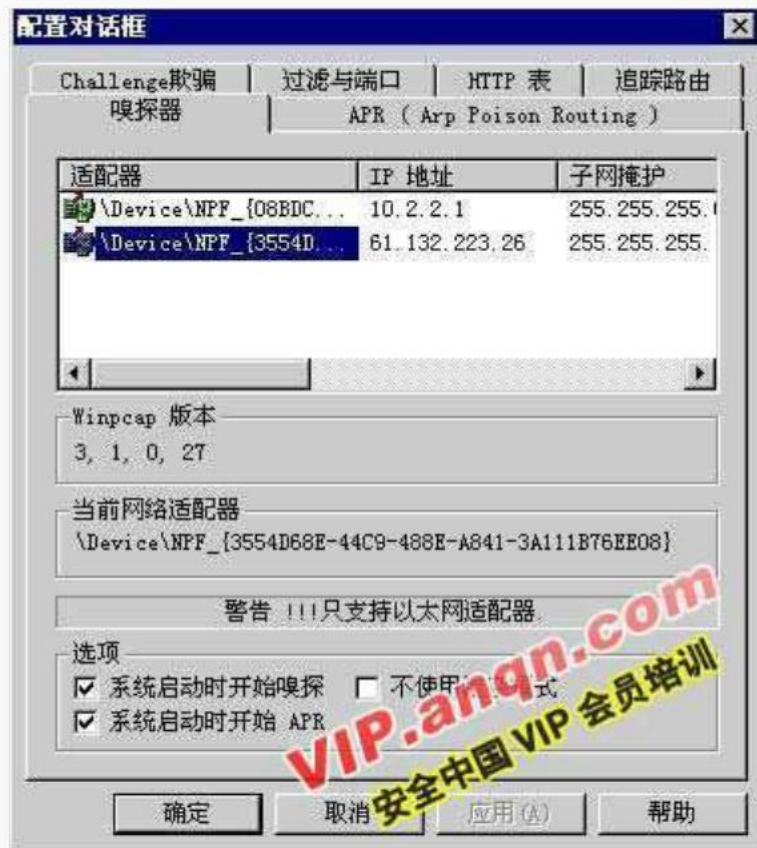 配置对话框
Challenge欺骗 过滤与端口 HTTP 表 追踪路由
嗅探器 APR ( Arp Poison Routing )
适配器 IP 地址 子网掩护
\Device\NPF_{08BDC... 10.2.2.1 255.255.255.
\Device\NPF_{3554D... 61.132.223.26 255.255.255.
Winpcap 版本
3, 1, 0, 27
当前网络适配器
\Device\NPF_{3554D68E-44C9-488E-A841-3A111B76EE08}
警告 !!!只支持以太网适配器
选项
系统启动时开始嗅探 不使用 式
系统启动时开始 APR
VIP.anqn.com
安全中国 VIP 会员培训
确定 取消 应用(A) 帮助